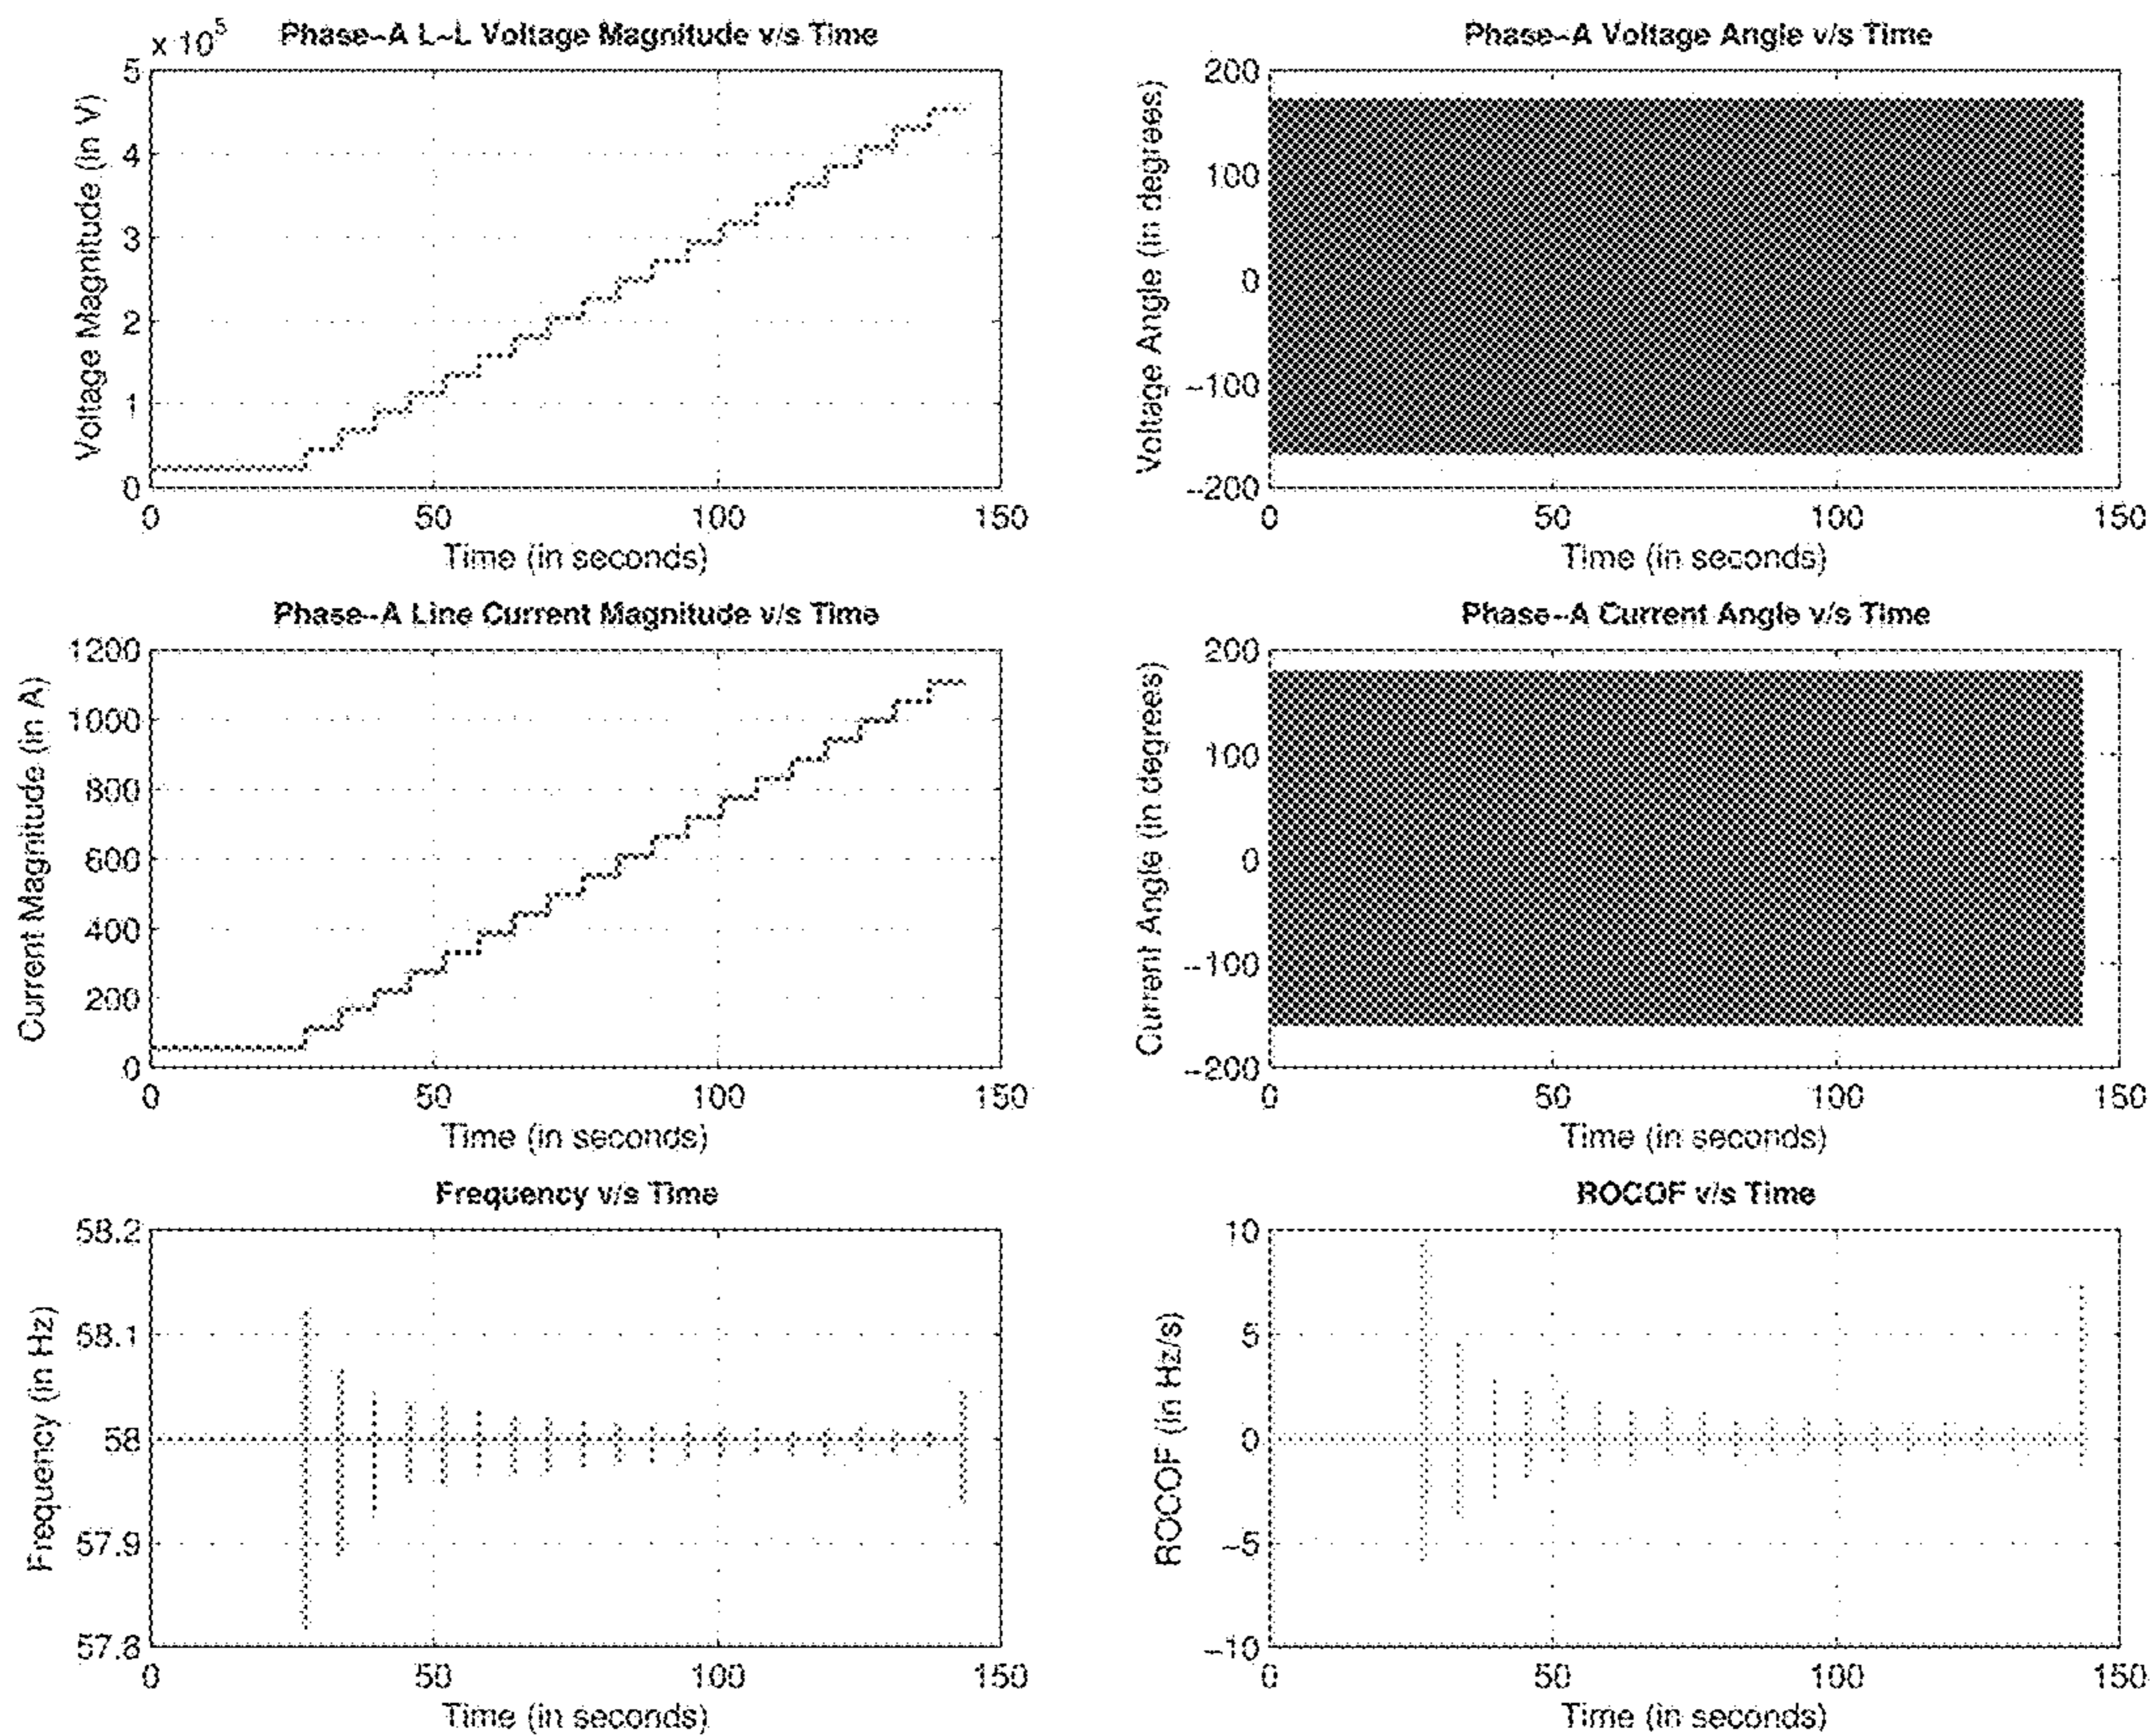 x 10^5 Phase-A L-L Voltage Magnitude v/s Time
Voltage Magnitude (in V)
5
4
3
2
1
0
0 50 100 150
Time (in seconds)
Phase-A Voltage Angle v/s Time
Voltage Angle (in degrees)
200
100
0
-100
-200
0 50 100 150
Time (in seconds)
Phase-A Line Current Magnitude v/s Time
Current Magnitude (in A)
1200
1000
800
600
400
200
0
0 50 100 150
Time (in seconds)
Phase-A Current Angle v/s Time
Current Angle (in degrees)
200
100
0
-100
-200
0 50 100 150
Time (in seconds)
Frequency v/s Time
Frequency (in Hz)
58.2
58.1
58
57.9
57.8
0 50 100 150
Time (in seconds)
ROCOF v/s Time
ROCOF (in Hz/s)
10
5
0
-5
-10
0 50 100 150
Time (in seconds)